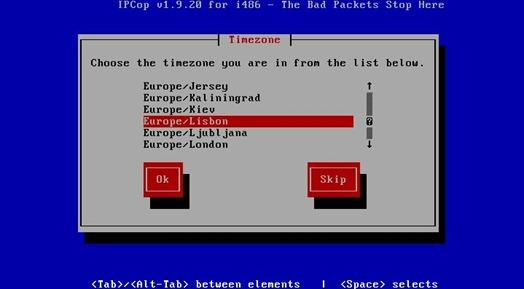 IPCop v1.9.20 for i486 - The Bad Packets Stop Here
Timezone
Choose the timezone you are in from the list below.
Europe/Jersey
Europe/Kaliningrad
Europe/Kiev
Europe/Lisbon
Europe/Ljubljana
Europe/London
Ok
Skip
<Tab>/<Alt-Tab> between elements | <Space> selects